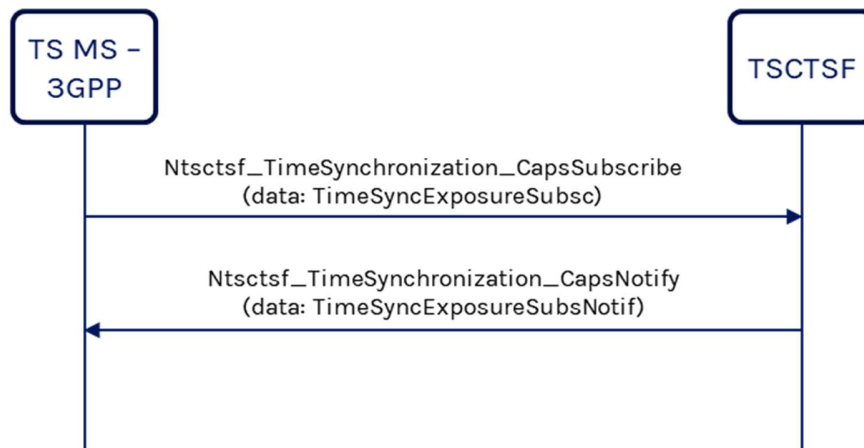 TS MS –
3GPP
TSCTSF
Ntsctsf_TimeSynchronization_CapsSubscribe
(data: TimeSyncExposureSubsc)
Ntsctsf_TimeSynchronization_CapsNotify
(data: TimeSyncExposureSubsNotif)